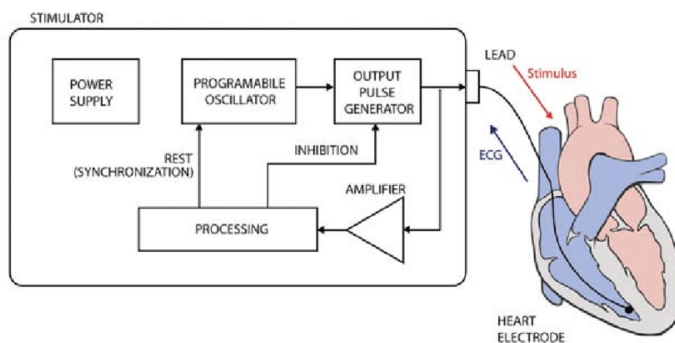 STIMULATOR
POWER
SUPPLY
PROGRAMABILE
OSCILLATOR
OUTPUT
PULSE
GENERATOR
LEAD
Stimulus
ECG
REST
(SYNCHRONIZATION)
INHIBITION
AMPLIFIER
PROCESSING
HEART
ELECTRODE